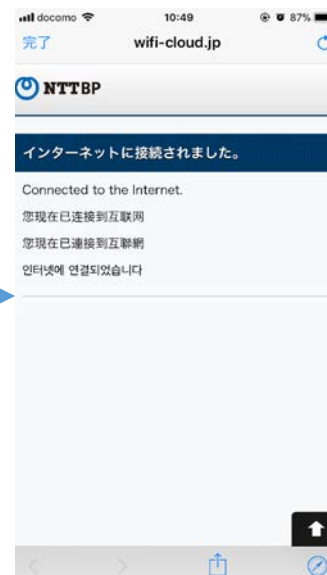 docomo 10:49 87%
完了 wifi-cloud.jp
NTTBP
インターネットに接続されました。
Connected to the Internet.
您现在已连接到互联网
您現在已連接到互聯網
인터넷에 연결되었습니다